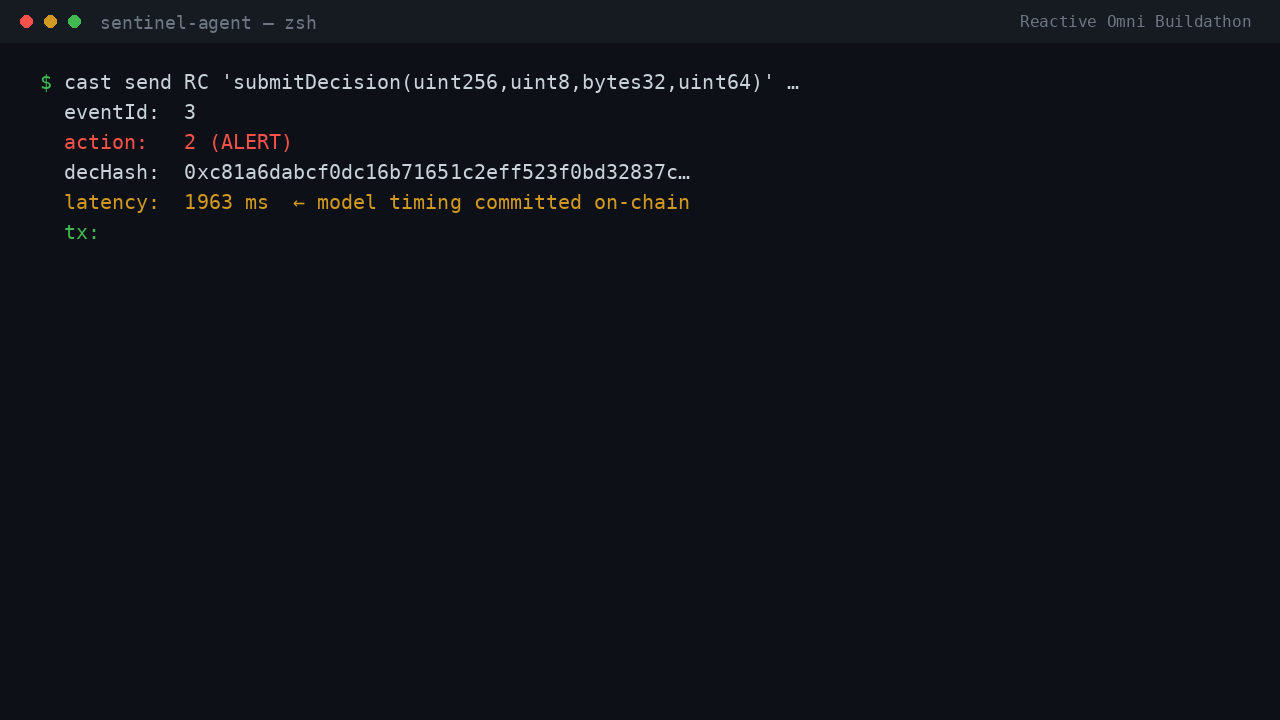 sentinel-agent — zsh
Reactive Omni Buildathon
$ cast send RC 'submitDecision(uint256,uint8,bytes32,uint64)' …
eventId: 3
action: 2 (ALERT)
decHash: 0xc81a6dabcf0dc16b71651c2eff523f0bd32837c…
latency: 1963 ms ← model timing committed on-chain
tx: